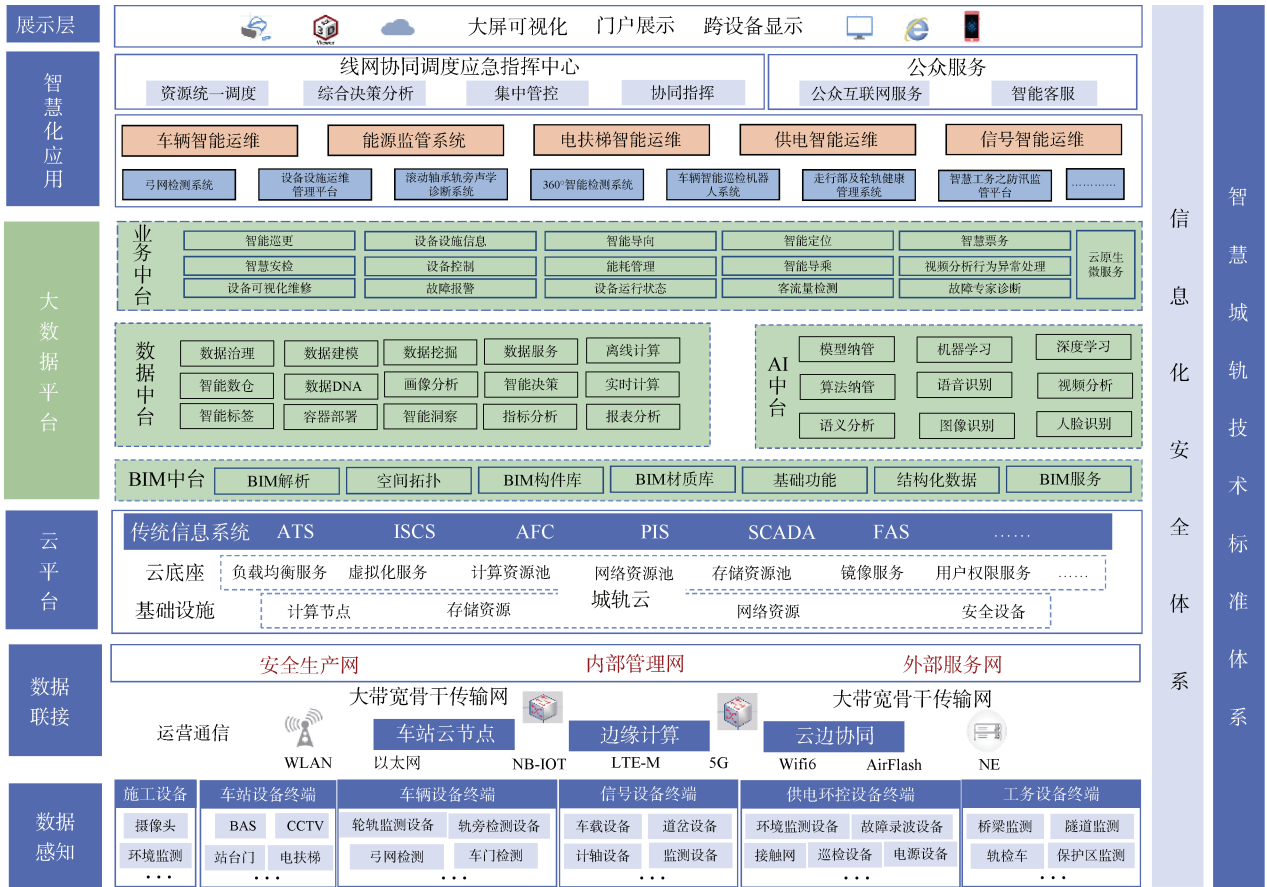 展示层
3D
Viewer
大屏可视化 门户展示 跨设备显示
智慧化应用
线网协同调度应急指挥中心
资源统一调度 综合决策分析 集中管控 协同指挥
公众服务
公众互联网服务 智能客服
车辆智能运维 能源监管系统 电扶梯智能运维 供电智能运维 信号智能运维
弓网检测系统
设备设施运维
管理平台
滚动轴承轨旁声学
诊断系统
360°智能检测系统
车辆智能巡检机器
人系统
走行部及轮轨健康
管理系统
智慧工务之防汛监
管平台
…………
大数据平台
业务中台
智能巡更 设备设施信息 智能导向 智能定位 智慧票务
智慧安检 设备控制 能耗管理 智能导乘 视频分析行为异常处理
设备可视化维修 故障报警 设备运行状态 客流量检测 故障专家诊断
云原生
微服务
数据中台
数据治理 数据建模 数据挖掘 数据服务 离线计算
智能数仓 数据DNA 画像分析 智能决策 实时计算
智能标签 容器部署 智能洞察 指标分析 报表分析
AI中台
模型纳管 机器学习 深度学习
算法纳管 语音识别 视频分析
语义分析 图像识别 人脸识别
BIM中台 BIM解析 空间拓扑 BIM构件库 BIM材质库 基础功能 结构化数据 BIM服务
云平台
传统信息系统 ATS ISCS AFC PIS SCADA FAS ……
云底座 负载均衡服务 虚拟化服务 计算资源池 网络资源池 存储资源池 镜像服务 用户权限服务 ……
城轨云
基础设施 计算节点 存储资源 网络资源 安全设备
数据
联接
安全生产网 内部管理网 外部服务网
大带宽骨干传输网 大带宽骨干传输网
运营通信 车站云节点 边缘计算 云边协同
WLAN 以太网 NB-IOT LTE-M 5G Wifi6 AirFlash NE
数据
感知
施工设备
摄像头
环境监测
• • •
车站设备终端
BAS CCTV
站台门 电扶梯
• • •
车辆设备终端
轮轨监测设备 轨旁检测设备
弓网检测 车门检测
• • •
信号设备终端
车载设备 道岔设备
计轴设备 监测设备
• • •
供电环控设备终端
环境监测设备 故障录波设备
接触网 巡检设备 电源设备
• • •
工务设备终端
桥梁监测 隧道监测
轨检车 保护区监测
• • •
信息化安全体系
智慧城轨技术标准体系